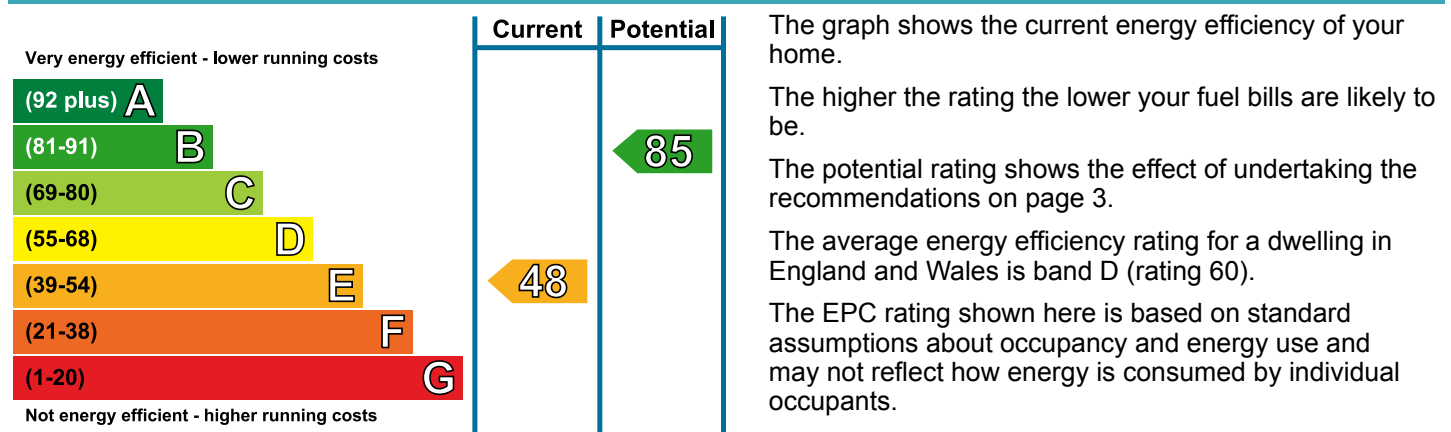 Current Potential
Very energy efficient - lower running costs
(92 plus) A
(81-91) B
85
(69-80) C
(55-68) D
(39-54) E
48
(21-38) F
(1-20) G
Not energy efficient - higher running costs
The graph shows the current energy efficiency of your
home.
The higher the rating the lower your fuel bills are likely to
be.
The potential rating shows the effect of undertaking the
recommendations on page 3.
The average energy efficiency rating for a dwelling in
England and Wales is band D (rating 60).
The EPC rating shown here is based on standard
assumptions about occupancy and energy use and
may not reflect how energy is consumed by individual
occupants.